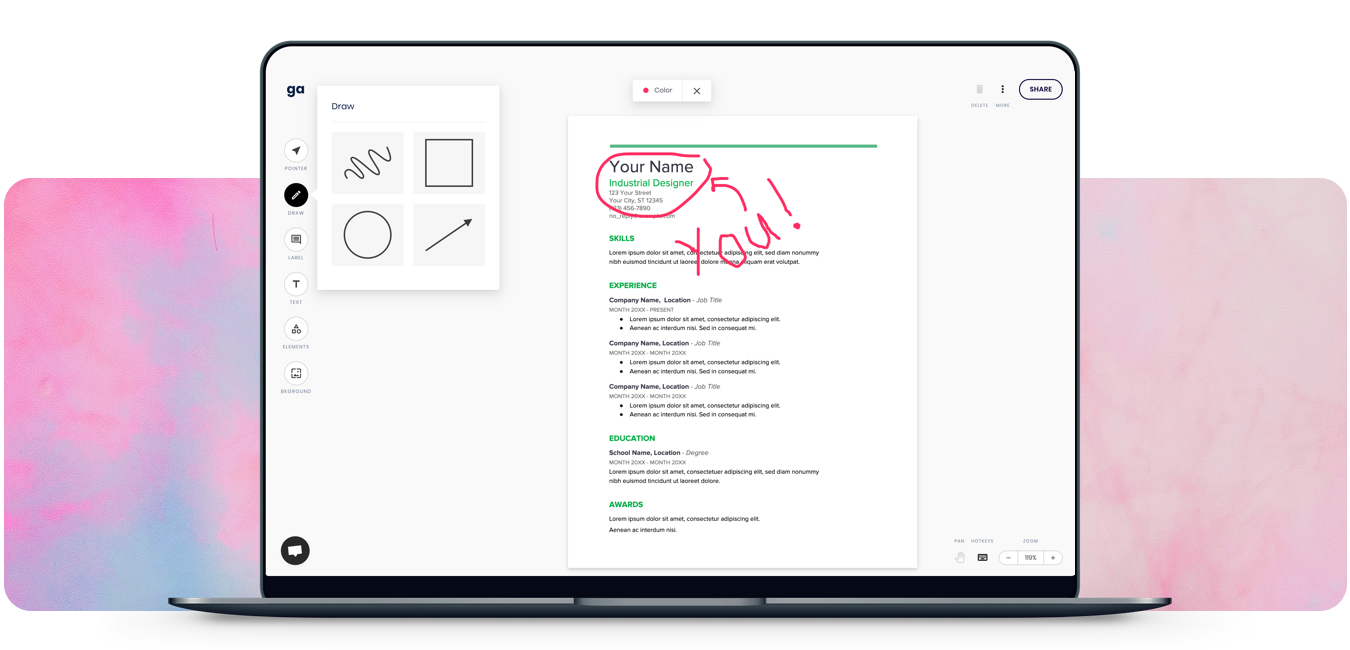 ga
Draw
Color
DELETE
MORE
SHARE
POINTER
DRAW
LABEL
TEXT
T
ELEMENTS
BKGROUND
Your Name
Industrial Designer
123 Your Street
Your City, ST 12345
456-7890
You!
SKILLS
Lorem ipsum dolor sit amet, consectetuer adipiscing elit, sed diam nonummy
nibh euismod tincidunt ut laoreet dolore magna aliquam erat volutpat.
EXPERIENCE
Company Name, Location - Job Title
MONTH 20XX - PRESENT
● Lorem ipsum dolor sit amet, consectetur adipiscing elit.
● Aenean ac interdum nisi. Sed in consequat mi.
Company Name, Location - Job Title
MONTH 20XX - MONTH 20XX
● Lorem ipsum dolor sit amet, consectetur adipiscing elit.
● Aenean ac interdum nisi. Sed in consequat mi.
Company Name, Location - Job Title
MONTH 20XX - MONTH 20XX
● Lorem ipsum dolor sit amet, consectetur adipiscing elit.
● Aenean ac interdum nisi. Sed in consequat mi.
EDUCATION
School Name, Location - Degree
MONTH 20XX - MONTH 20XX
Lorem ipsum dolor sit amet, consectetuer adipiscing elit, sed diam nonummy
nibh euismod tincidunt ut laoreet dolore.
AWARDS
Lorem ipsum dolor sit amet, consectetur adipiscing elit.
Aenean ac interdum nisi.
PAN
HOTKEYS
ZOOM
119%